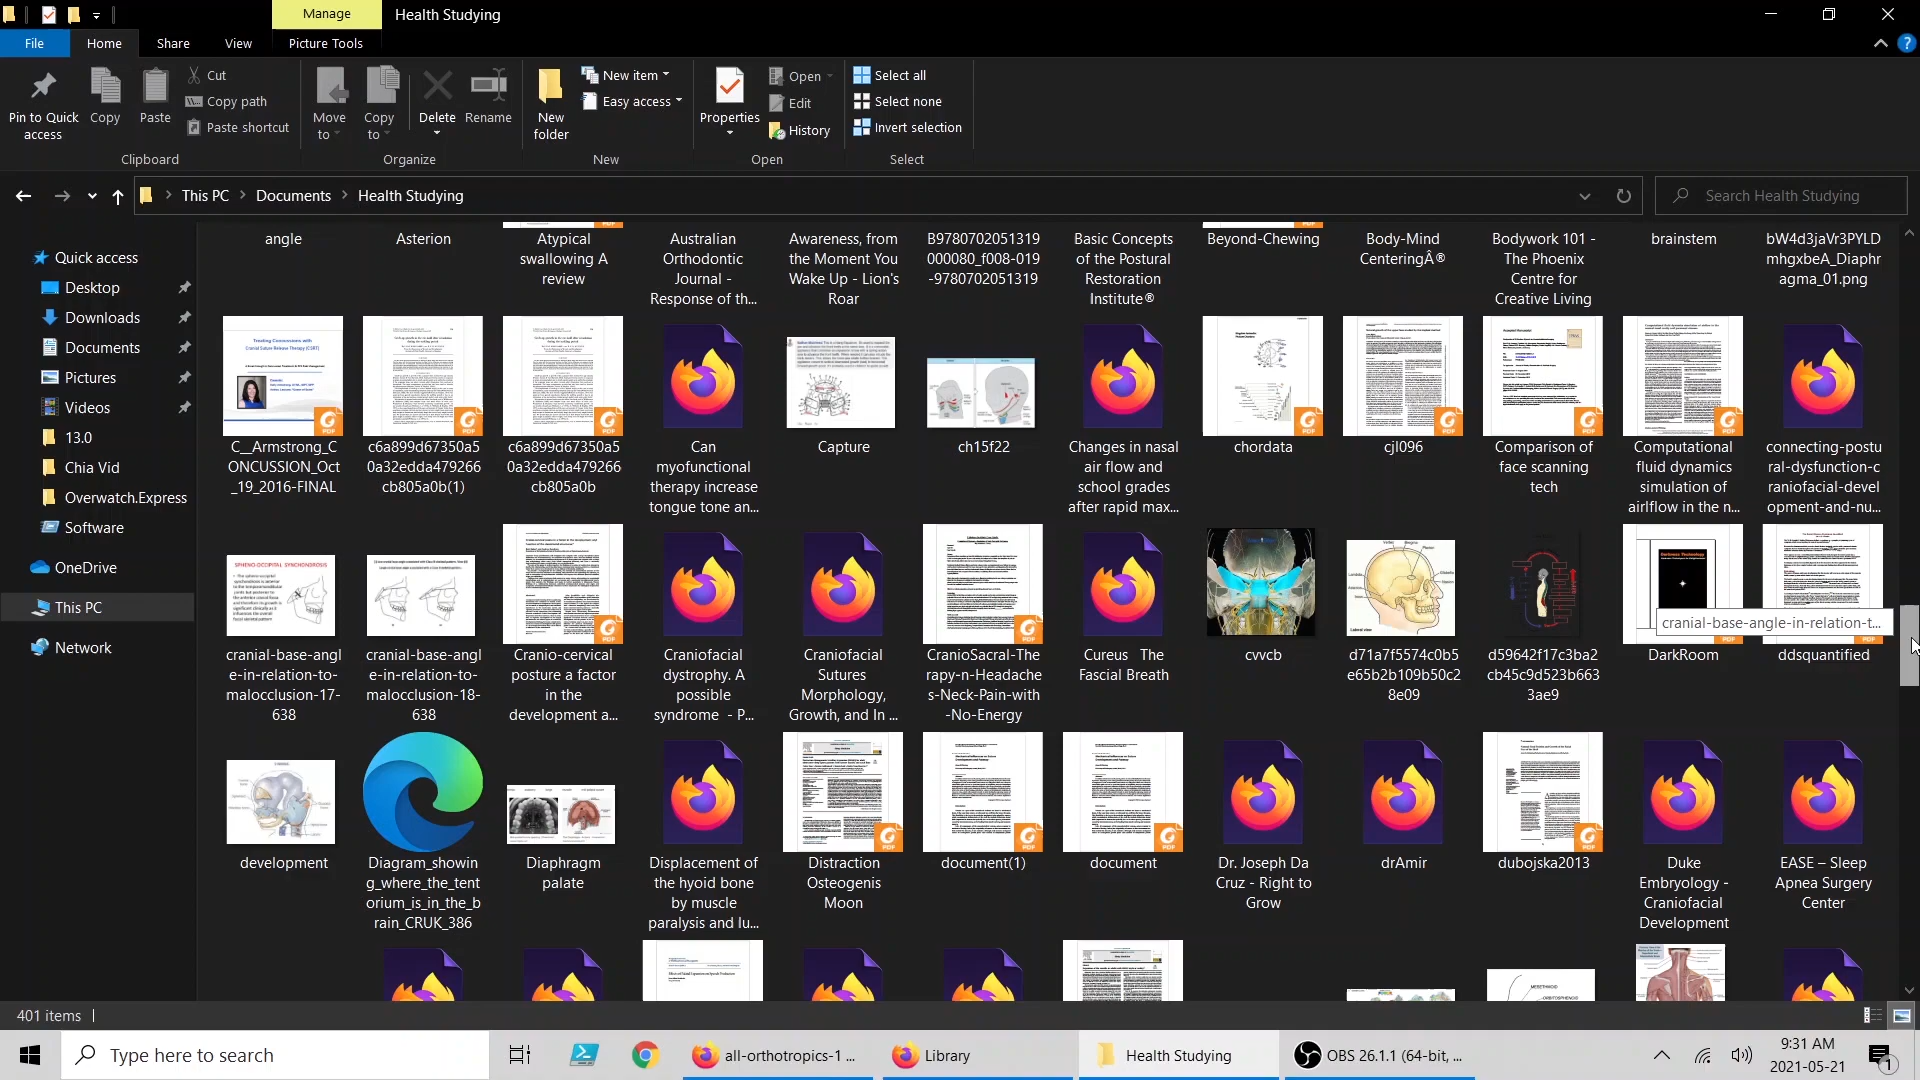 Manage
Health Studying
File
Home
Share
View
Picture Tools
Pin to Quick
access
Copy
Paste
Cut
Copy path
Paste shortcut
Move
to
Copy
to
Delete
Rename
New
folder
New item
Easy access
Properties
Open
Edit
History
Select all
Select none
Invert selection
Clipboard
Organize
New
Open
Select
This PC
Documents
Health Studying
Search Health Studying
Quick access
Desktop
Downloads
Documents
Pictures
Videos
13.0
Chia Vid
Overwatch.Express
Software
OneDrive
This PC
Network
angle
Asterion
Atypical
swallowing A
review
Australian
Orthodontic
Journal -
Response of th...
Awareness, from
the Moment You
Wake Up - Lion's
Roar
B9780702051319
000080_f008-019
-9780702051319
Basic Concepts
of the Postural
Restoration
Institute®
Beyond-Chewing
Body-Mind
CenteringÂ®
Bodywork 101 -
The Phoenix
Centre for
Creative Living
brainstem
bW4d3jaVr3PYLD
mhgxbeA_Diaphr
agma_01.png
C__Armstrong_C
ONCUSSION_Oct
_19_2016-FINAL
c6a899d67350a5
0a32edda479266
cb805a0b(1)
c6a899d67350a5
0a32edda479266
cb805a0b
Can
myofunctional
therapy increase
tongue tone an...
Capture
ch15f22
Changes in nasal
air flow and
school grades
after rapid max...
chordata
cjl096
Comparison of
face scanning
tech
Computational
fluid dynamics
simulation of
airlflow in the n...
connecting-postu
ral-dysfunction-c
raniofacial-devel
opment-and-nu...
SPHENO-OCCIPITAL SYNCHONDROSIS
cranial-base-angl
e-in-relation-to-
malocclusion-17-
638
cranial-base-angl
e-in-relation-to-
malocclusion-18-
638
Cranio-cervical
posture a factor
in the
development a...
Craniofacial
dystrophy. A
possible
syndrome - P...
Craniofacial
Sutures
Morphology,
Growth, and In ...
CranioSacral-The
rapy-n-Headache
s-Neck-Pain-with
-No-Energy
Cureus The
Fascial Breath
cvvcb
d71a7f5574c0b5
e65b2b109b50c2
8e09
d59642f17c3ba2
cb45c9d523b663
3ae9
cranial-base-angle-in-relation-t...
DarkRoom
ddsquantified
development
Diagram_showin
g_where_the_tent
orium_is_in_the_b
rain_CRUK_386
Diaphragm
palate
Displacement of
the hyoid bone
by muscle
paralysis and lu...
Distraction
Osteogenis
Moon
document(1)
document
Dr. Joseph Da
Cruz - Right to
Grow
drAmir
dubojska2013
Duke
Embryology -
Craniofacial
Development
EASE – Sleep
Apnea Surgery
Center
401 items
Type here to search
all-orthotropics-1 ...
Library
Health Studying
OBS 26.1.1 (64-bit, ...
9:31 AM
2021-05-21
1